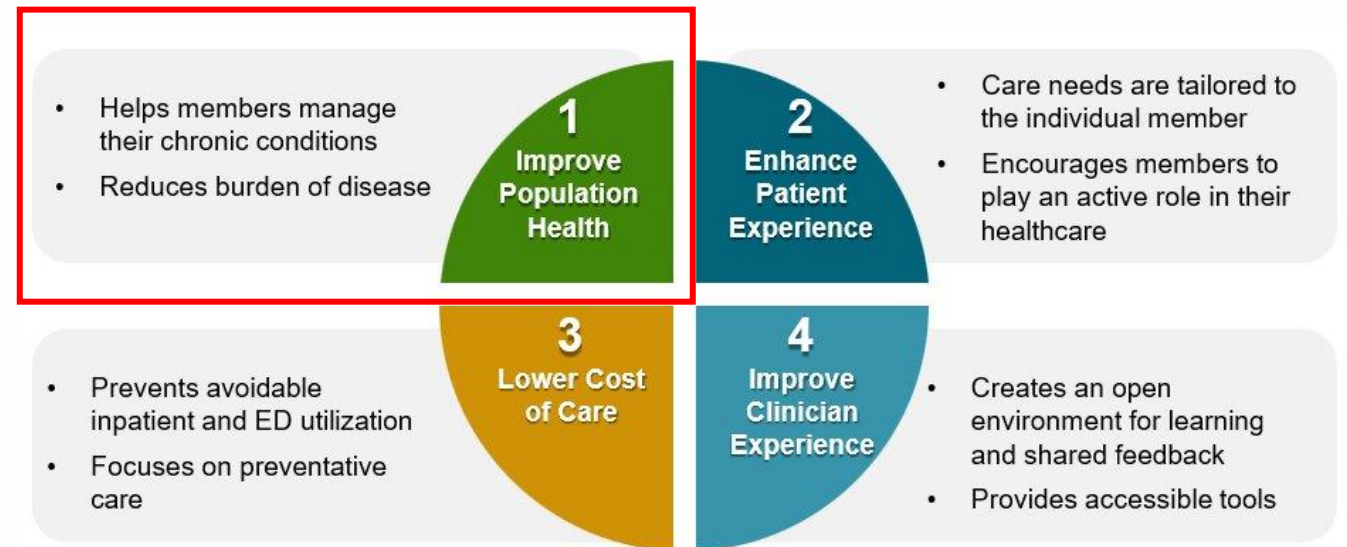 • Helps members manage
their chronic conditions
• Reduces burden of disease
1
Improve
Population
Health
2
Enhance
Patient
Experience
• Care needs are tailored to
the individual member
• Encourages members to
play an active role in their
healthcare
• Prevents avoidable
inpatient and ED utilization
• Focuses on preventative
care
3
Lower Cost
of Care
4
Improve
Clinician
Experience
• Creates an open
environment for learning
and shared feedback
• Provides accessible tools